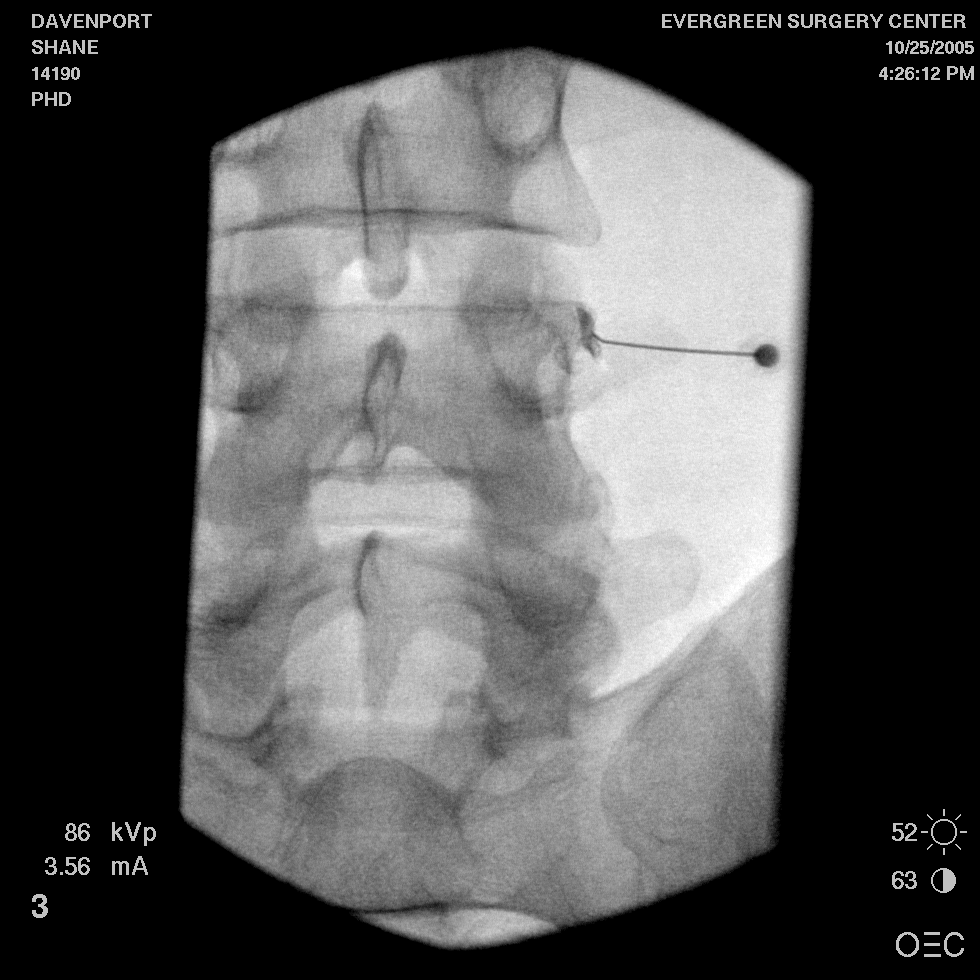 DAVENPORT
SHANE
14190
PHD
EVERGREEN SURGERY CENTER
10/25/2005
4:26:12 PM
86 kVp
3.56 mA
3
52
63
OEC